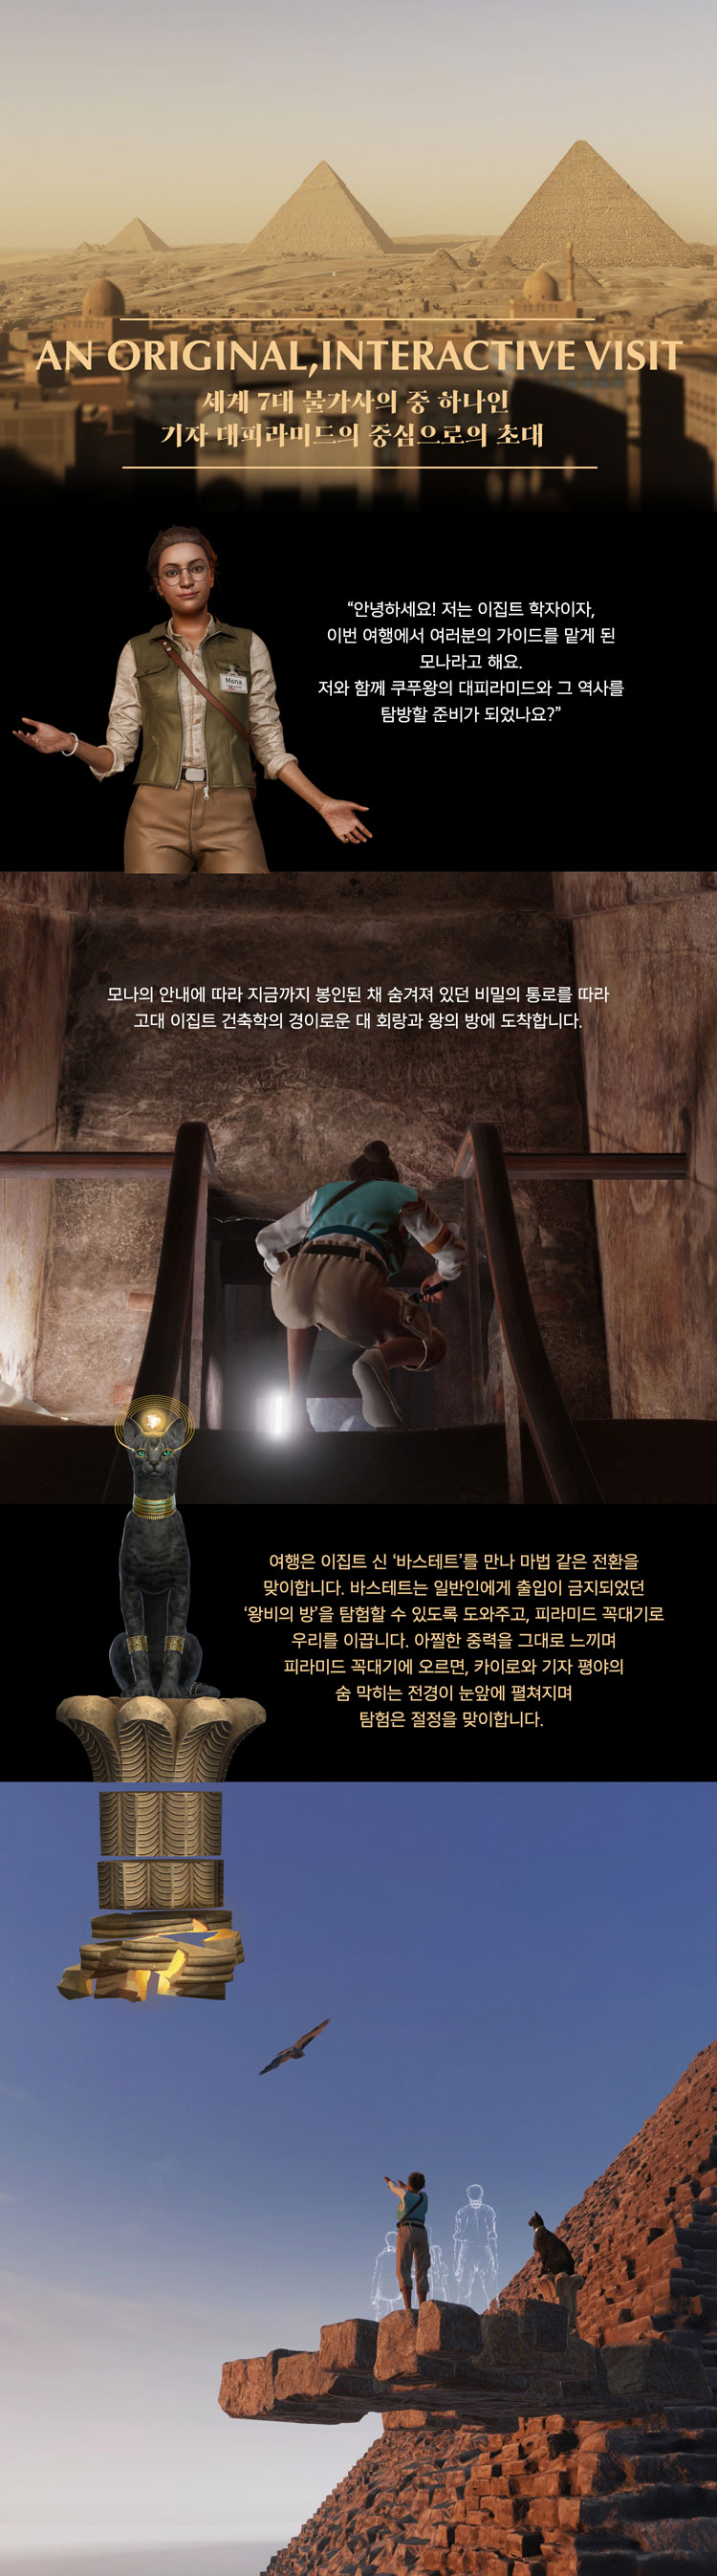 AN ORIGINAL,INTERACTIVE VISIT
세계 7대 불가사의 중 하나인
기자 대피라미드의 중심으로의 초대
“안녕하세요! 저는 이집트 학자이자,
이번 여행에서 여러분의 가이드를 맡게 된
모나라고 해요.
저와 함께 쿠푸왕의 대피라미드와 그 역사를
탐방할 준비가 되었나요?”
Mona
모나의 안내에 따라 지금까지 봉인된 채 숨겨져 있던 비밀의 통로를 따라
고대 이집트 건축학의 경이로운 대 회랑과 왕의 방에 도착합니다.
여행은 이집트 신 ‘바스테트’를 만나 마법 같은 전환을
맞이합니다. 바스테트는 일반인에게 출입이 금지되었던
‘왕비의 방’을 탐험할 수 있도록 도와주고, 피라미드 꼭대기로
우리를 이끕니다. 아찔한 중력을 그대로 느끼며
피라미드 꼭대기에 오르면, 카이로와 기자 평야의
숨 막히는 전경이 눈앞에 펼쳐지며
탐험은 절정을 맞이합니다.